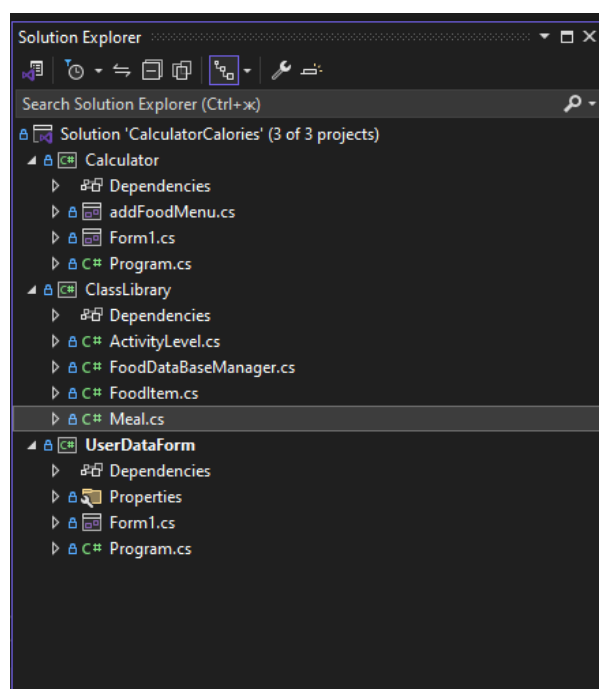 Solution Explorer
Search Solution Explorer (Ctrl+ж)
Solution 'CalculatorCalories' (3 of 3 projects)
C# Calculator
Dependencies
addFoodMenu.cs
Form1.cs
C# Program.cs
C# ClassLibrary
Dependencies
C# ActivityLevel.cs
C# FoodDataBaseManager.cs
C# FoodItem.cs
C# Meal.cs
C# UserDataForm
Dependencies
Properties
Form1.cs
C# Program.cs